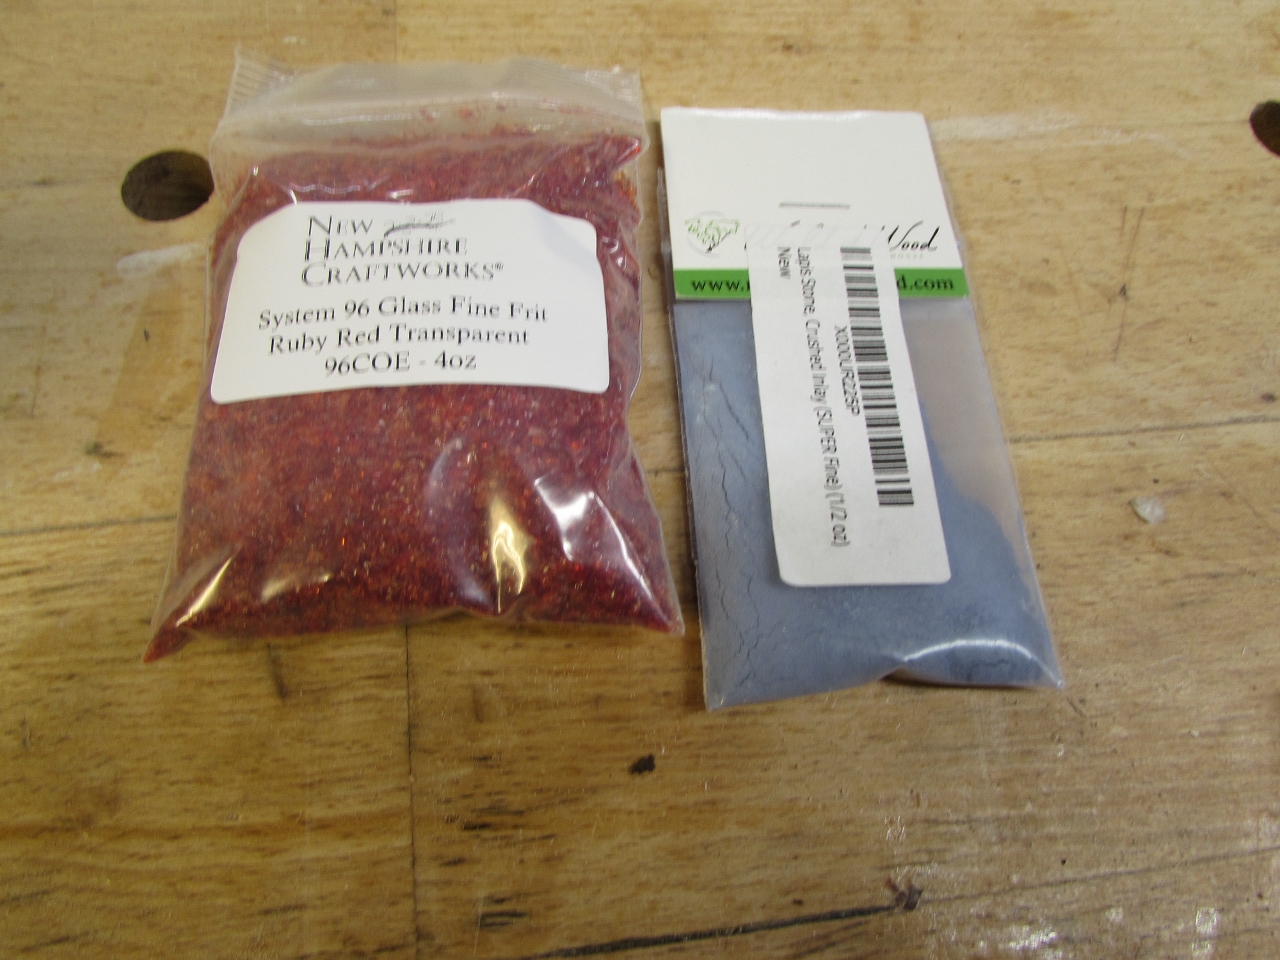 NEW
HAMPSHIRE
CRAFTWORKS®
System 96 Glass Fine Frit
Ruby Red Transparent
96COE - 4oz
Wood
www. d.com
X000UR22SP
Lapis Stone, Crushed Inlay (SUPER Fine) (1/2 oz)
New